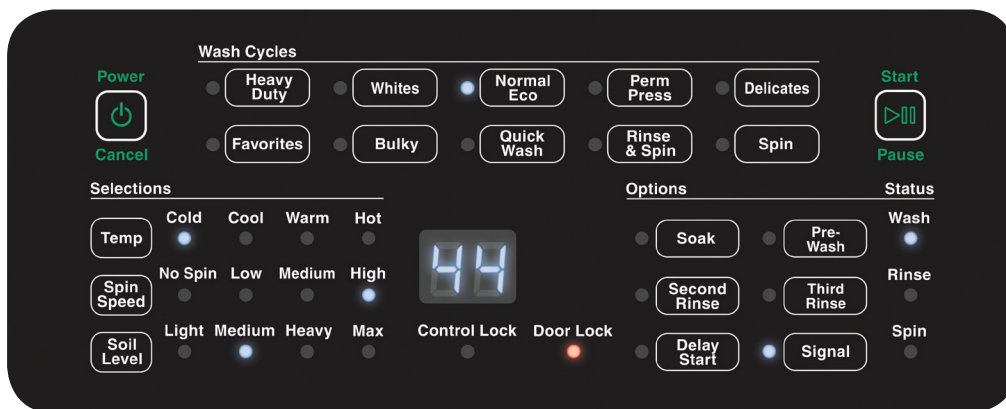 Wash Cycles
Power
Heavy
Duty
Whites
Normal
Eco
Perm
Press
Delicates
Start
Cancel
Favorites
Bulky
Quick
Wash
Rinse
& Spin
Spin
Pause
Selections
Options
Status
Temp
Cold Cool Warm Hot
Soak
Pre-
Wash
Wash
Spin
Speed
No Spin Low Medium High
44
Second
Rinse
Third
Rinse
Rinse
Soil
Level
Light Medium Heavy Max
Control Lock
Door Lock
Delay
Start
Signal
Spin